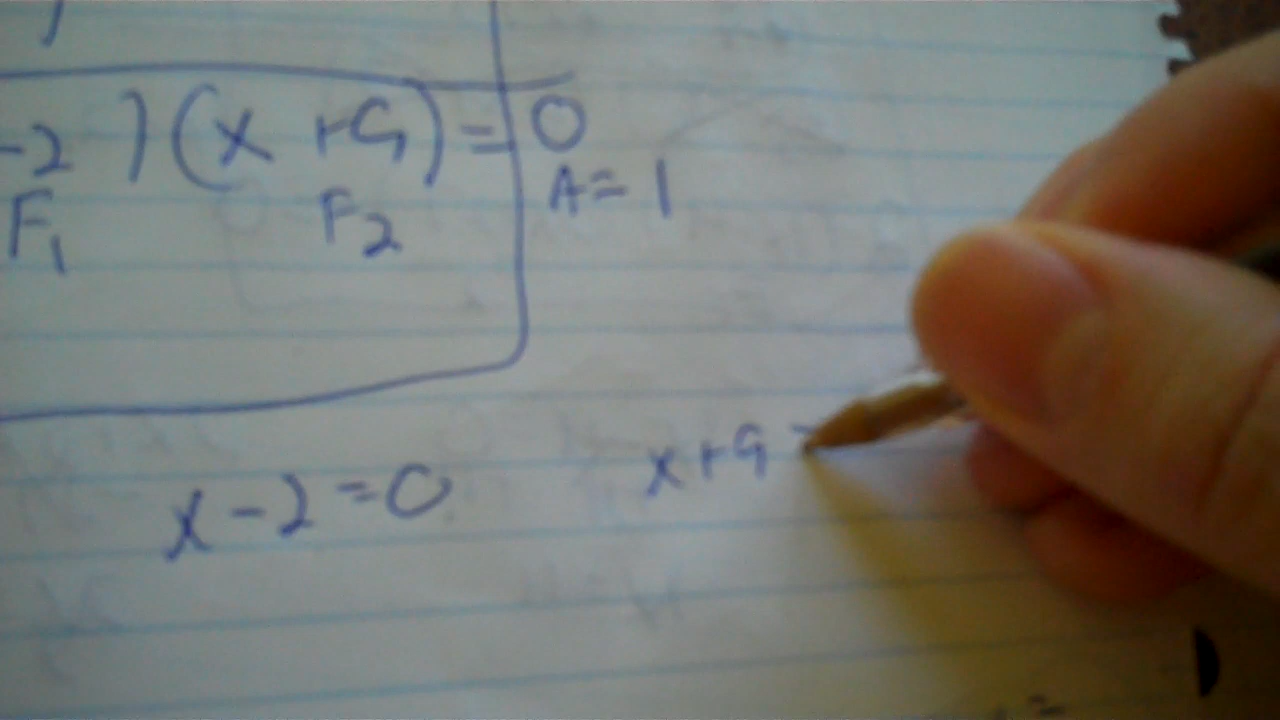 -2 ) (x +9) = 0
F1 F2 A = 1
x - 2 = 0 x + 9 =
=